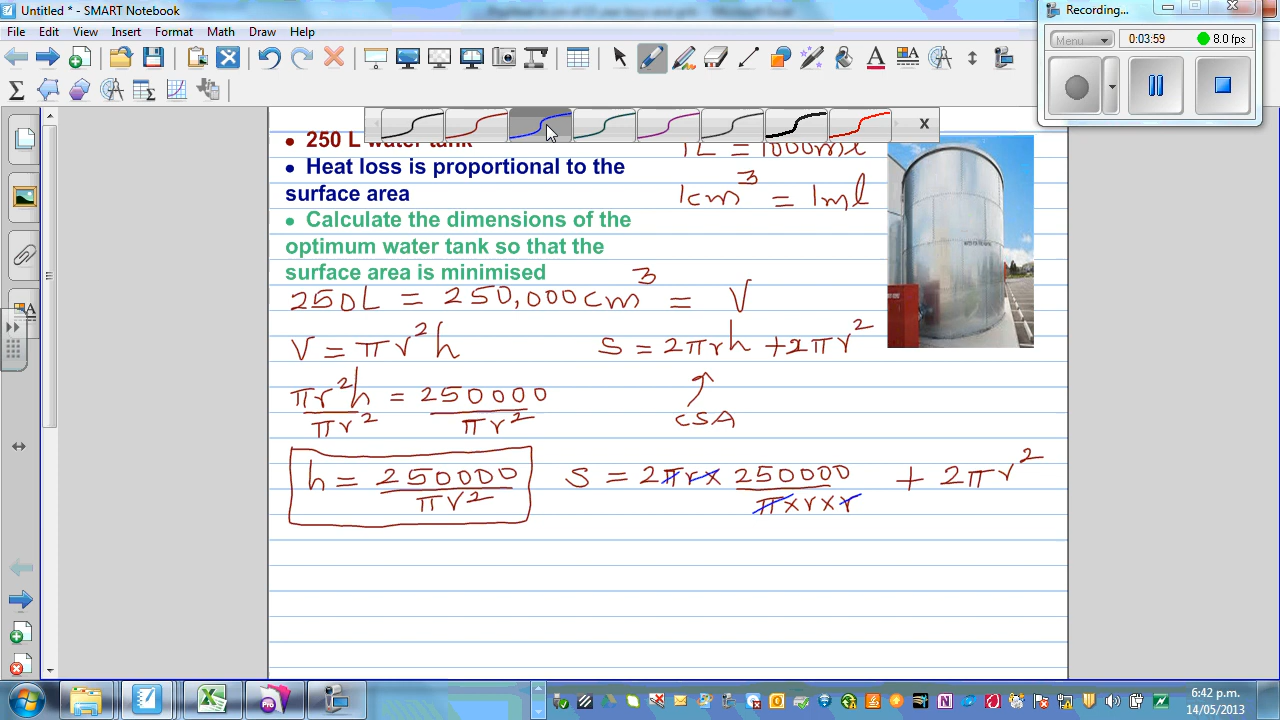 Untitled * - SMART Notebook
Recording...
File Edit View Insert Format Math Draw Help
Menu
0:03:59
8.0 fps
x
250 L water tank
1L = 1000ml
Heat loss is proportional to the
surface area
1cm³ = 1ml
Calculate the dimensions of the
optimum water tank so that the
surface area is minimised
250L = 250,000cm³ = V
V = πr²h
S = 2πrh + 2πr²
πr²h/πr² = 250000/πr²
CSA
h = 250000/πr²
S = 2πr× 250000/π×r×r + 2πr²
6:42 p.m.
14/05/2013